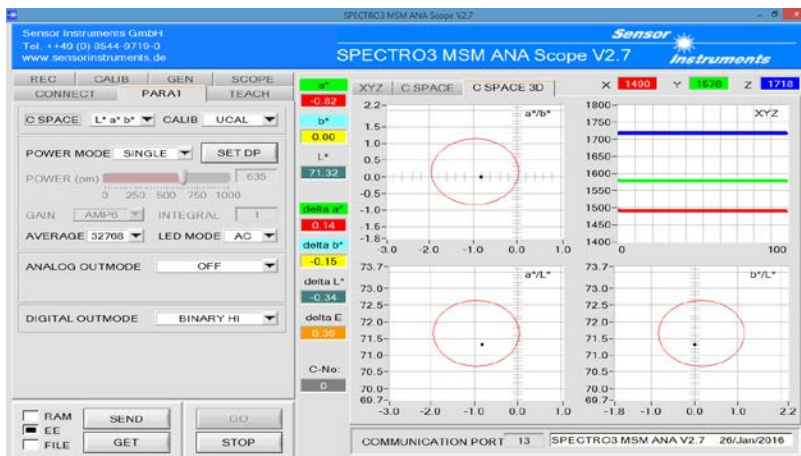 SPECTRO3 MSM ANA Scope V2.7
Sensor Instruments GmbH
Tel. ++49 (0) 8544-9719-0
www.sensorinstruments.de
SPECTRO3 MSM ANA Scope V2.7
Sensor
Instruments
REC CALIB GEN SCOPE
CONNECT PARA1 TEACH
C SPACE L* a* b* CALIB UCAL
POWER MODE SINGLE SET DP
POWER (pm) 635
0 250 500 750 1000
GAIN AMP6 INTEGRAL 1
AVERAGE 32768 LED MODE AC
ANALOG OUTMODE OFF
DIGITAL OUTMODE BINARY HI
RAM
EE
FILE
SEND GO
GET STOP
a*
-0.82
b*
0.00
L*
71.32
delta a*
0.14
delta b*
-0.15
delta L*
-0.34
delta E
0.39
C-No:
0
XYZ C SPACE C SPACE 3D
X 1490 Y 1578 Z 1718
a*/b*
2.2
1.5
1.0
0.5
0.0
-0.5
-1.0
-1.5
-1.8
-3.0 -2.0 -1.0 0.0 1.0
XYZ
1800
1750
1700
1650
1600
1550
1500
1450
1400
0 100
a*/L*
73.7
73.0
72.5
72.0
71.5
71.0
70.5
70.0
69.7
-3.0 -2.0 -1.0 0.0 1.0
b*/L*
73.7
73.0
72.5
72.0
71.5
71.0
70.5
70.0
69.7
-1.8 -1.0 0.0 1.0 2.2
COMMUNICATION PORT 13 SPECTRO3 MSM ANA V2.7 26/Jan/2016